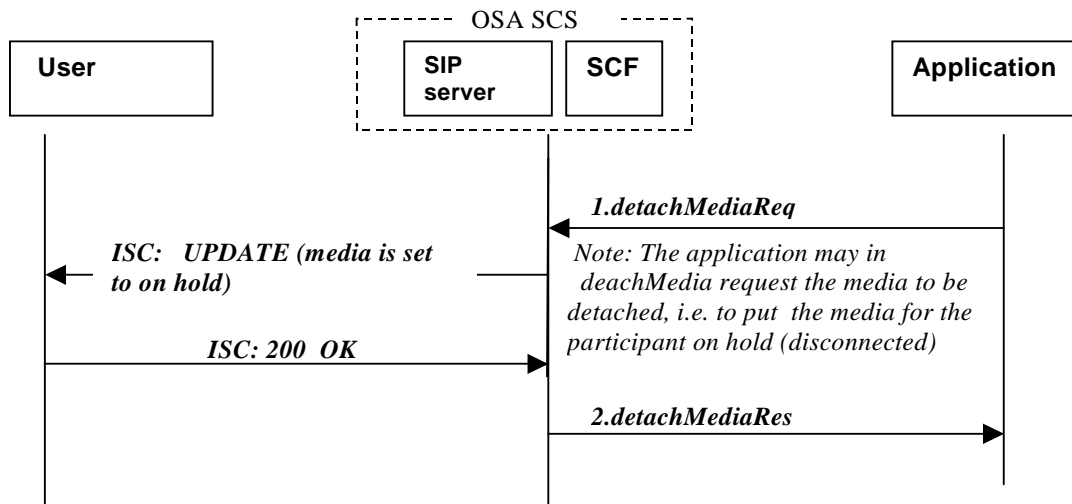 OSA SCS
User
SIP
server
SCF
Application
1.detachMediaReq
ISC: UPDATE (media is set
to on hold)
Note: The application may in
deachMedia request the media to be
detached, i.e. to put the media for the
participant on hold (disconnected)
ISC: 200 OK
2.detachMediaRes